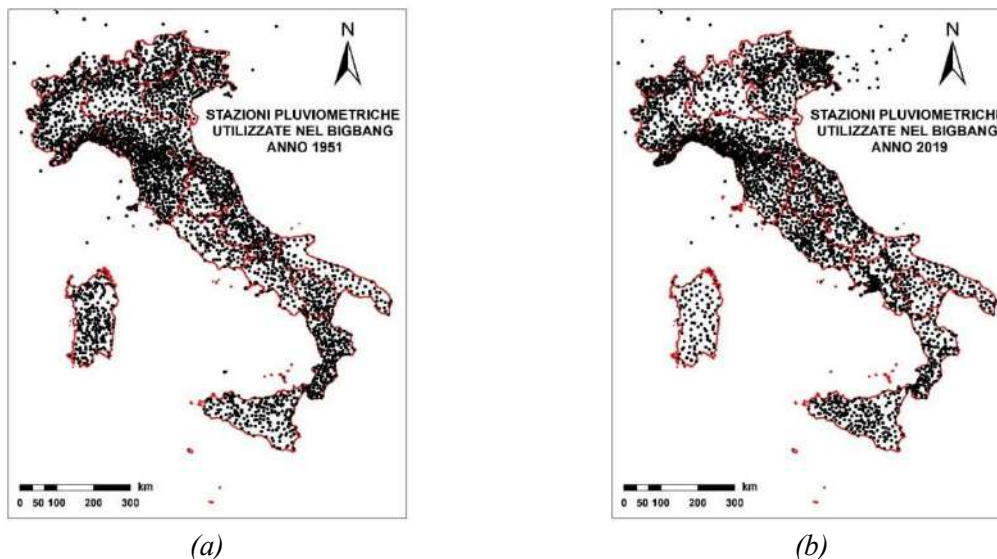 N
STAZIONI PLUVIOMETRICHE
UTILIZZATE NEL BIGBANG
ANNO 1951
km
0 50 100 200 300
(a)
N
STAZIONI PLUVIOMETRICHE
UTILIZZATE NEL BIGBANG
ANNO 2019
km
0 50 100 200 300
(b)